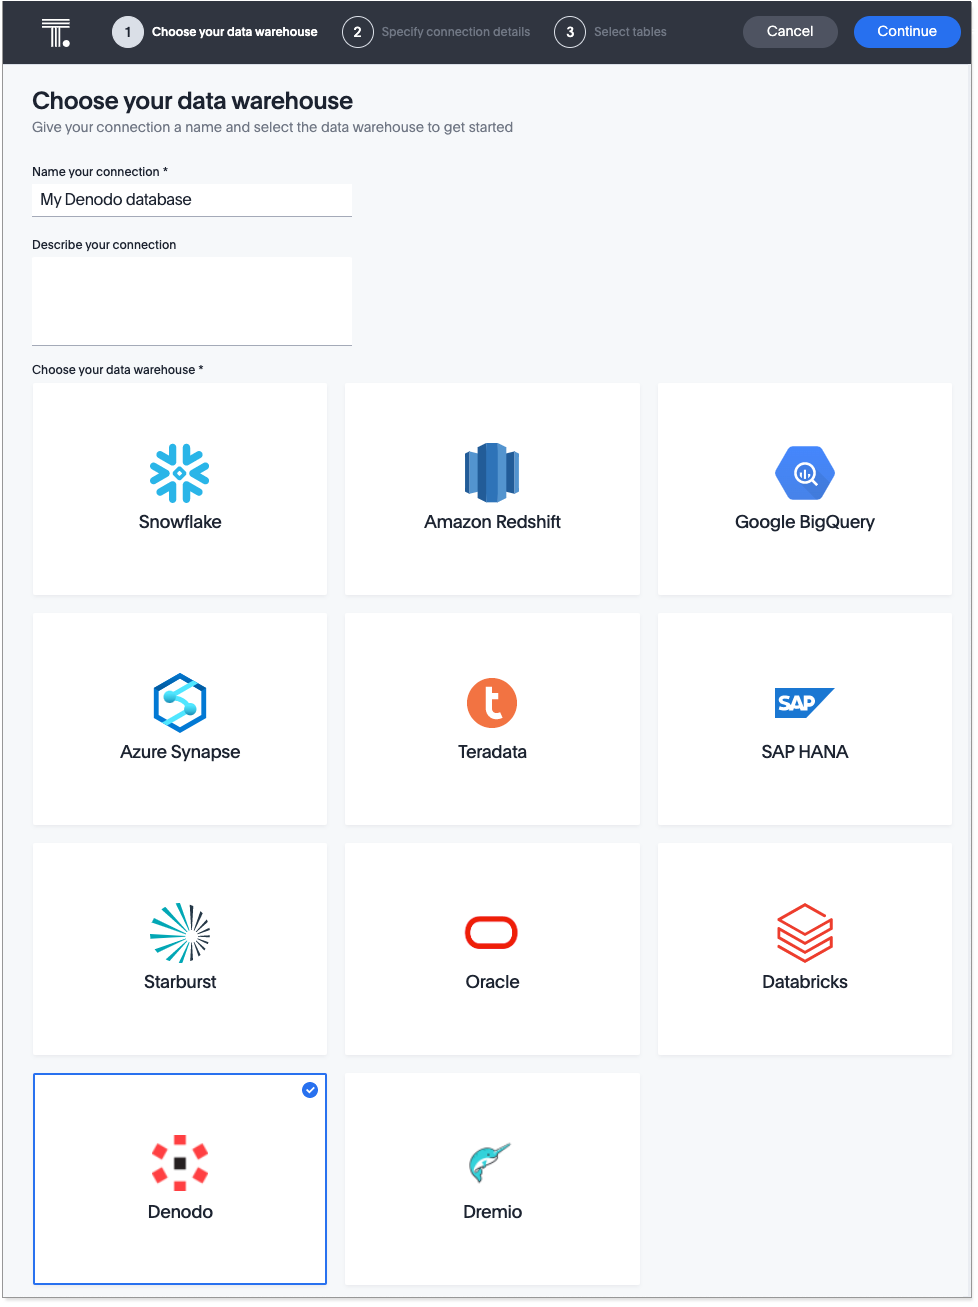 T.
1 Choose your data warehouse 2 Specify connection details 3 Select tables Cancel Continue
Choose your data warehouse
Give your connection a name and select the data warehouse to get started
Name your connection *
My Denodo database
Describe your connection
Choose your data warehouse *
Snowflake
Amazon Redshift
Google BigQuery
Azure Synapse
t
Teradata
SAP
SAP HANA
Starburst
Oracle
Databricks
Denodo
Dremio